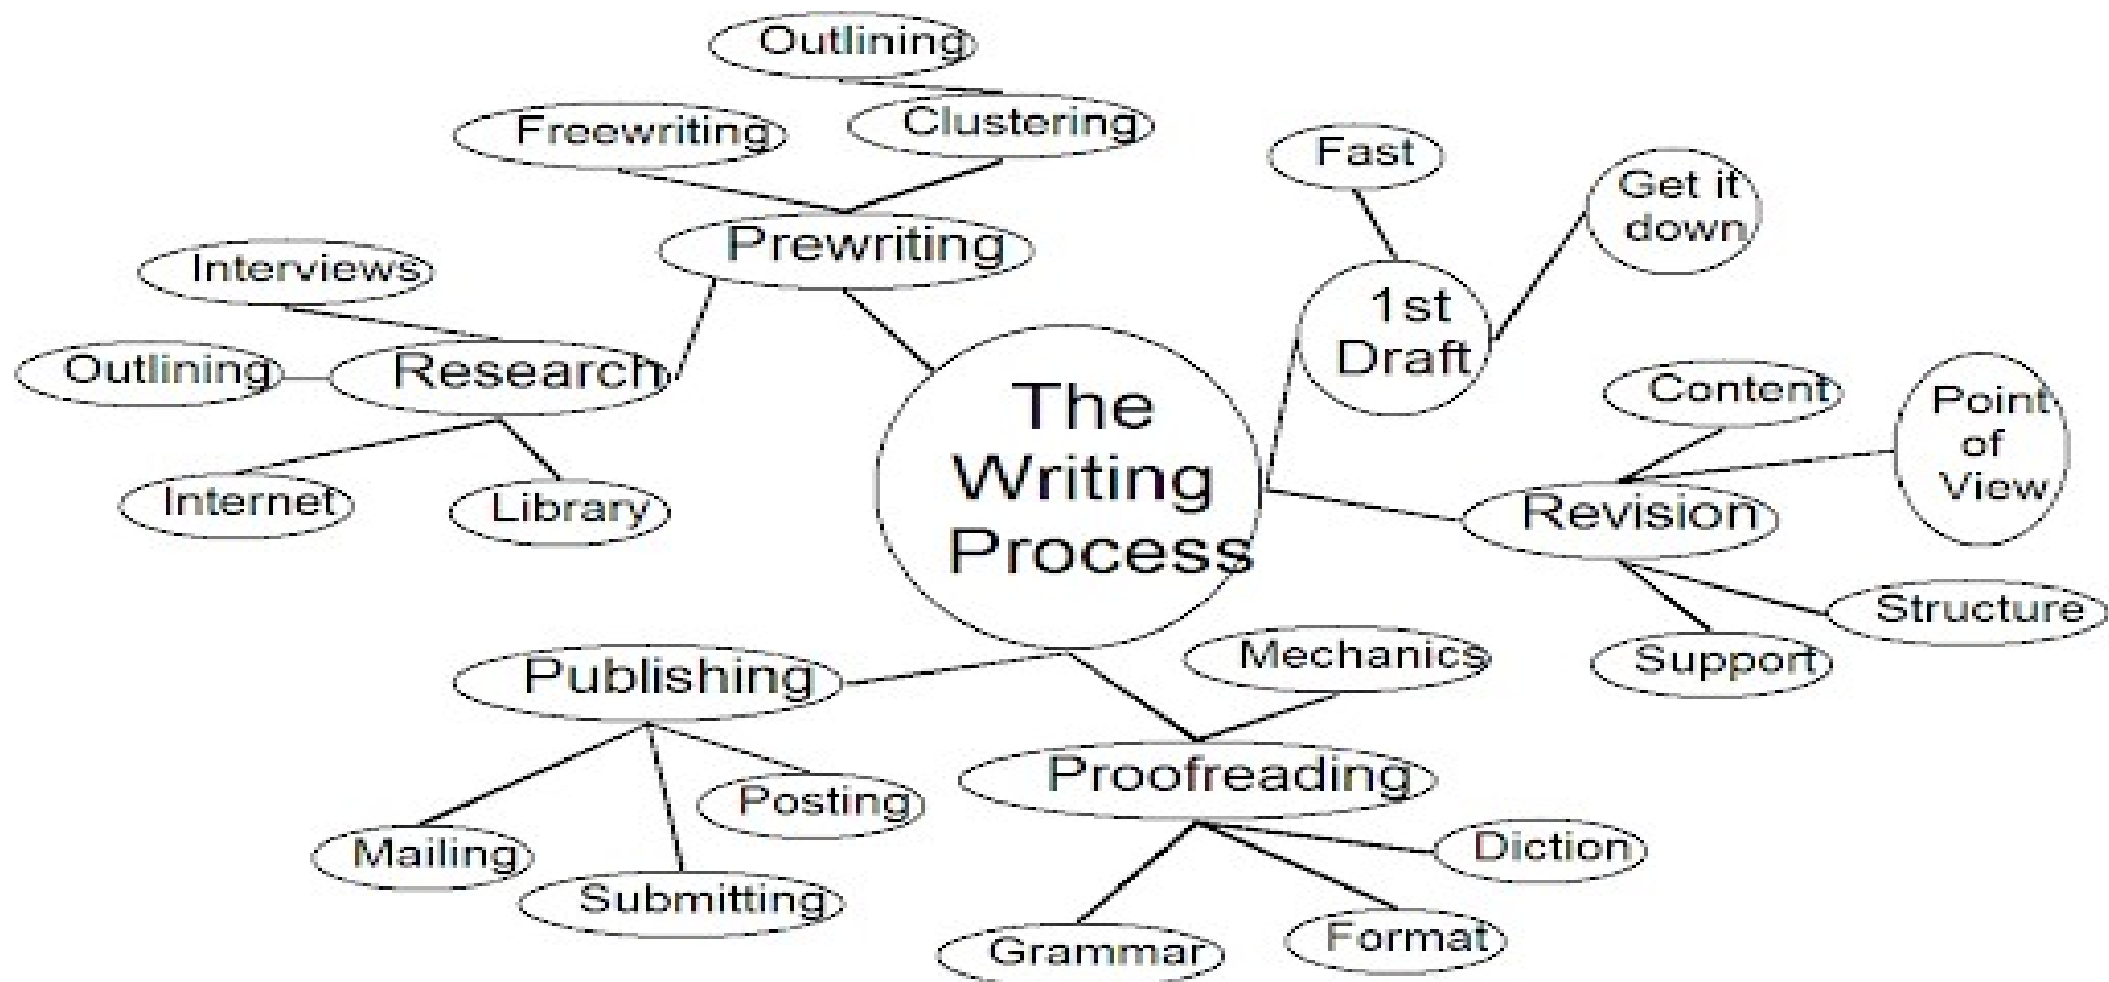 Outlining
Freewriting
Clustering
Prewriting
Interviews
Outlining
Research
Internet
Library
The
Writing
Process
Fast
Get it
down
1st
Draft
Content
Point
of
View
Revision
Structure
Support
Publishing
Mailing
Submitting
Posting
Mechanics
Proofreading
Diction
Format
Grammar